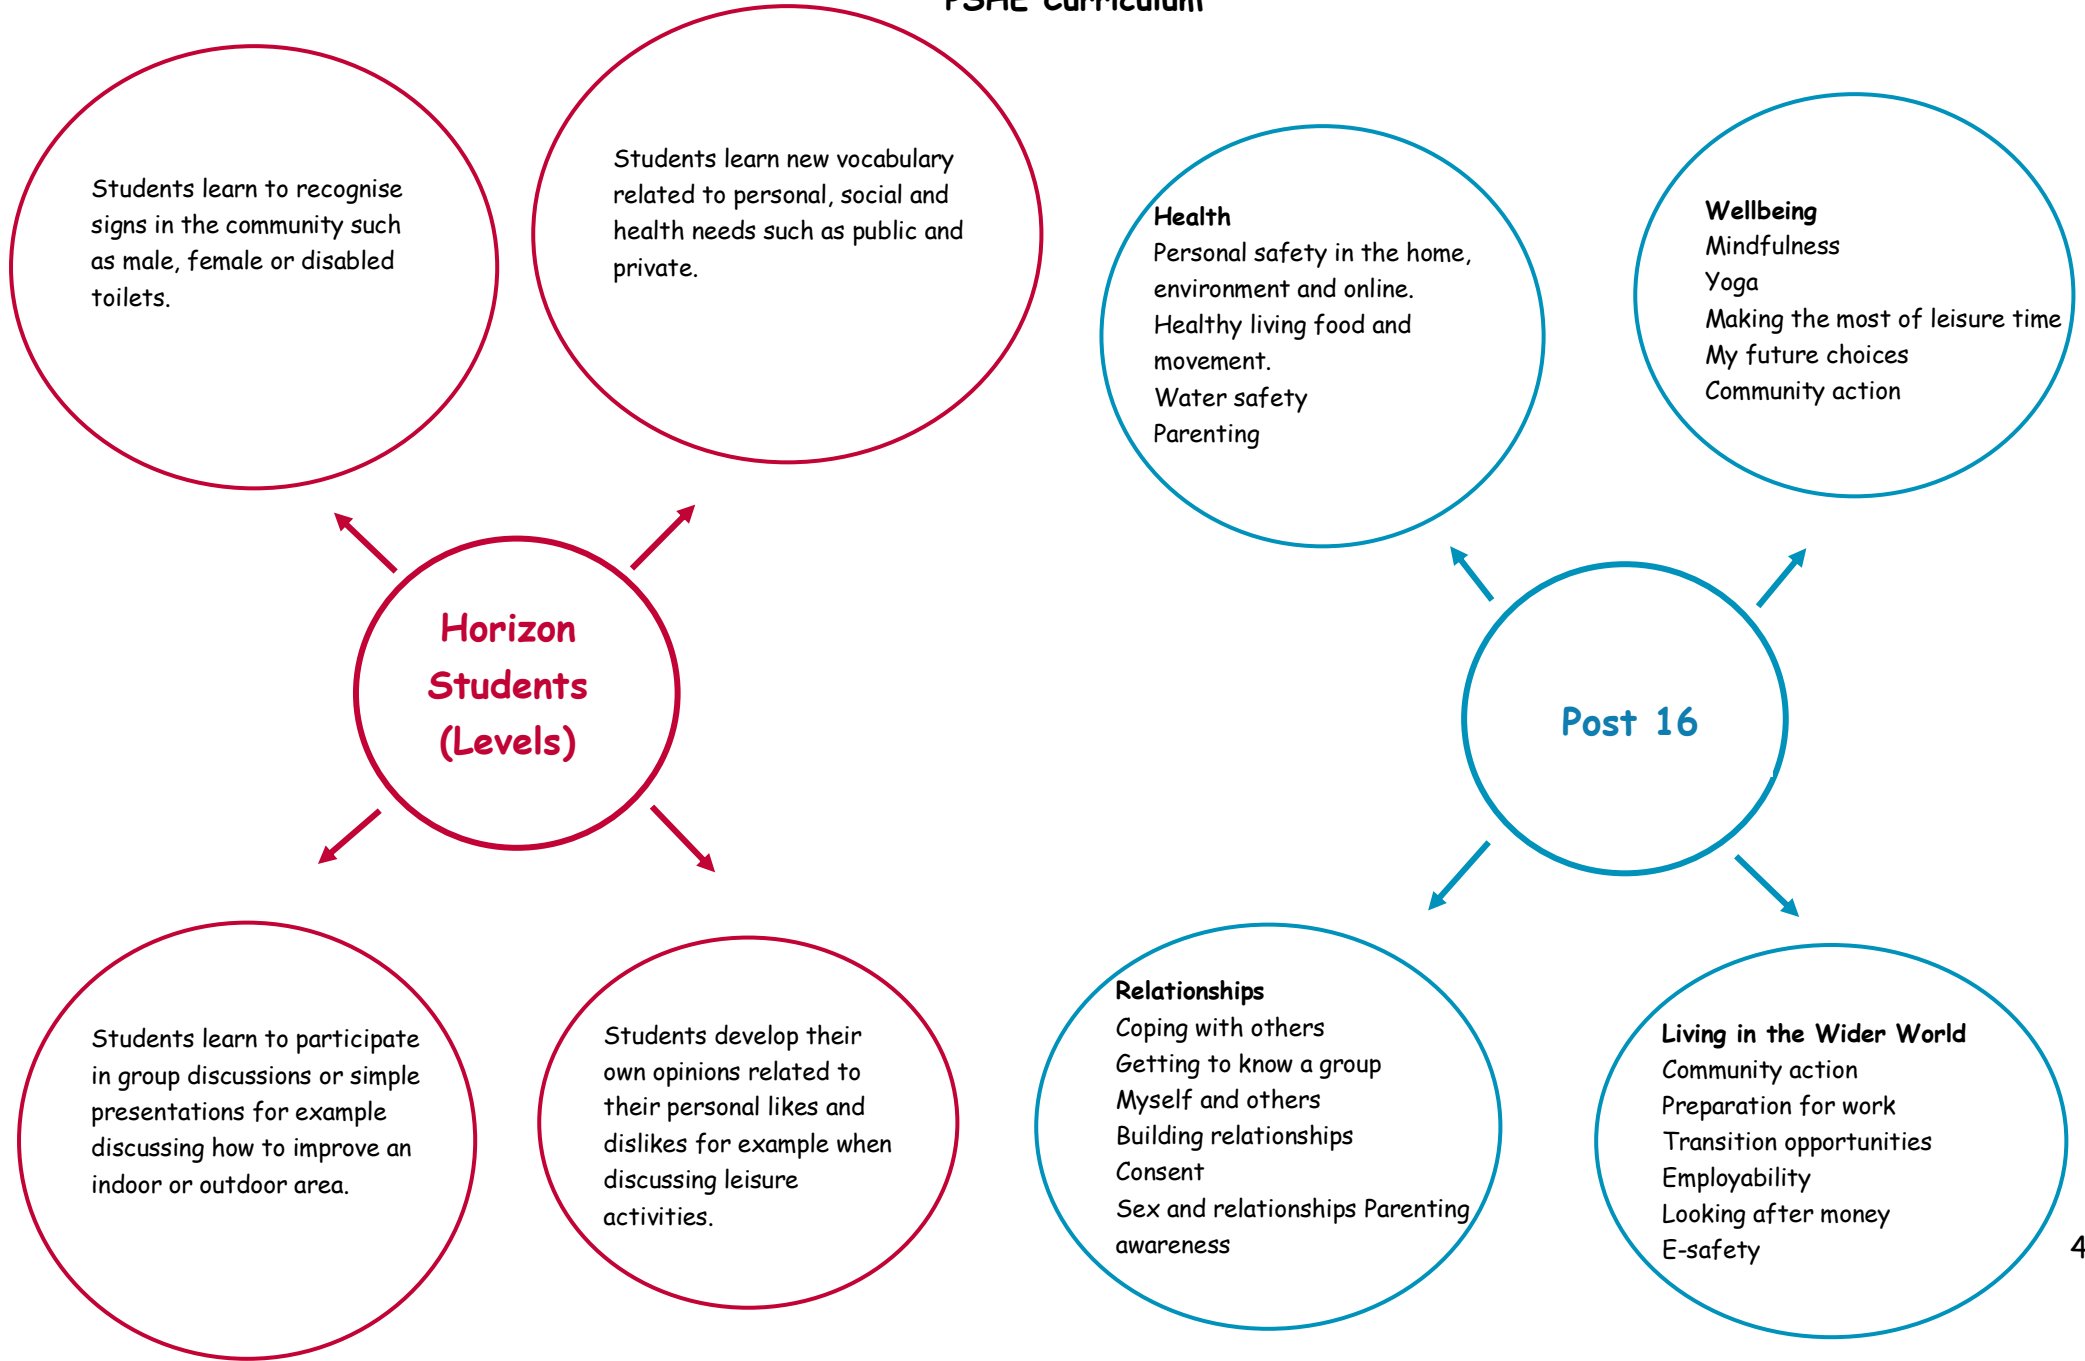 PSHE Curriculum
Students learn to recognise
signs in the community such
as male, female or disabled
toilets.
Students learn new vocabulary
related to personal, social and
health needs such as public and
private.
Horizon
Students
(Levels)
Students learn to participate
in group discussions or simple
presentations for example
discussing how to improve an
indoor or outdoor area.
Students develop their
own opinions related to
their personal likes and
dislikes for example when
discussing leisure
activities.
Health
Personal safety in the home,
environment and online.
Healthy living food and
movement.
Water safety
Parenting
Wellbeing
Mindfulness
Yoga
Making the most of leisure time
My future choices
Community action
Post 16
Relationships
Coping with others
Getting to know a group
Myself and others
Building relationships
Consent
Sex and relationships Parenting
awareness
Living in the Wider World
Community action
Preparation for work
Transition opportunities
Employability
Looking after money
E-safety
4